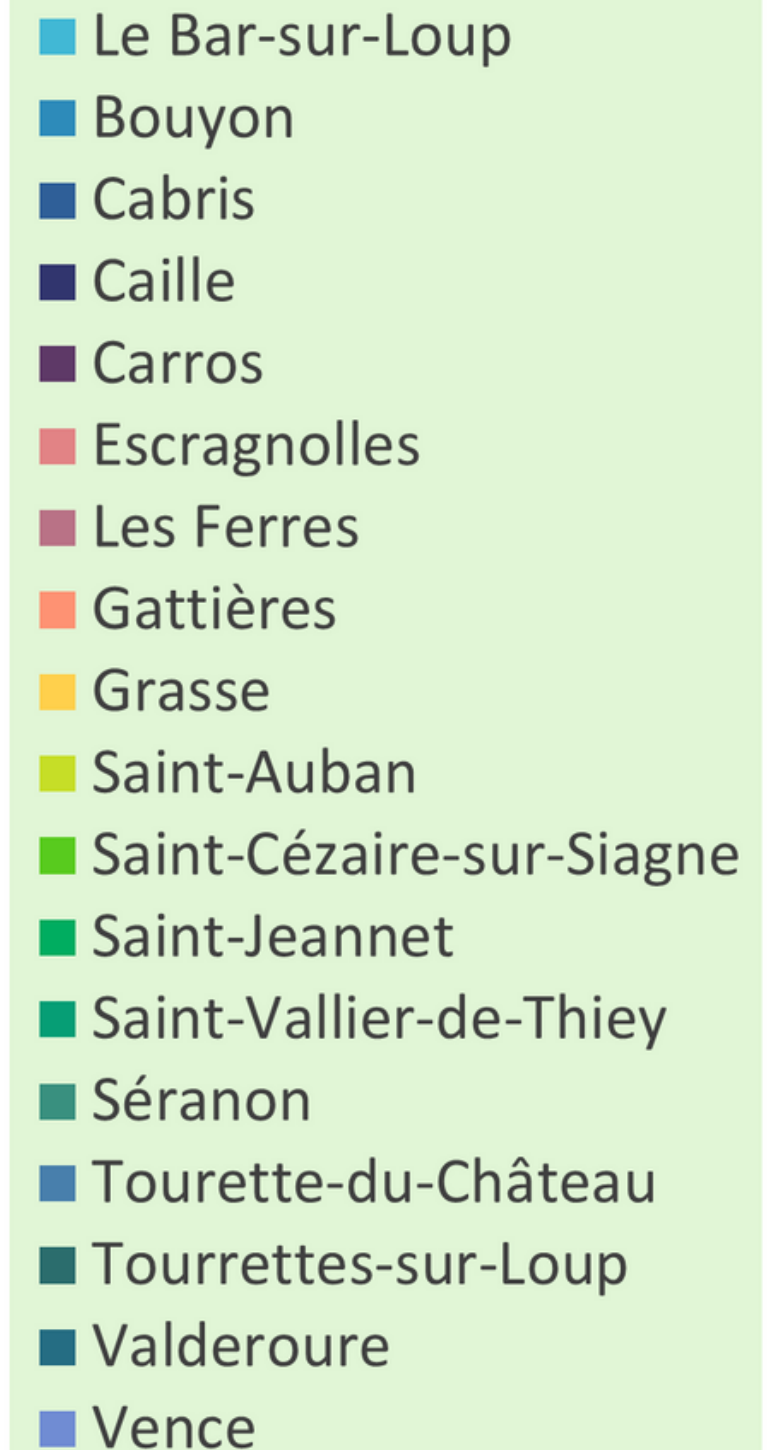 Le Bar-sur-Loup
Bouyon
Cabris
Caille
Carros
Escragnolles
Les Ferres
Gattières
Grasse
Saint-Auban
Saint-Cézaire-sur-Siagne
Saint-Jeannet
Saint-Vallier-de-Thiey
Séranon
Tourette-du-Château
Tourrettes-sur-Loup
Valderoure
Vence